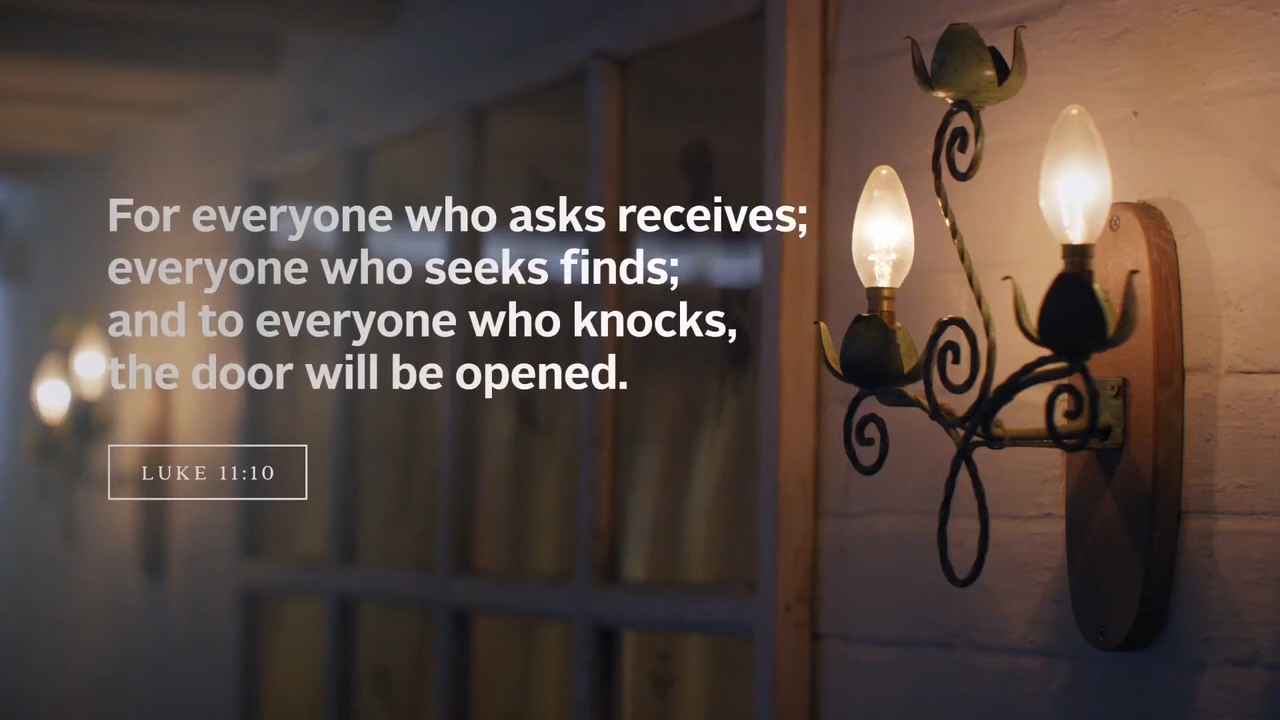 For everyone who asks receives;
everyone who seeks finds;
and to everyone who knocks,
the door will be opened.
LUKE 11:10